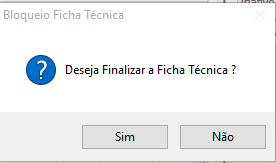 Bloqueio Ficha Técnica
Deseja Finalizar a Ficha Técnica ?
Sim
Não